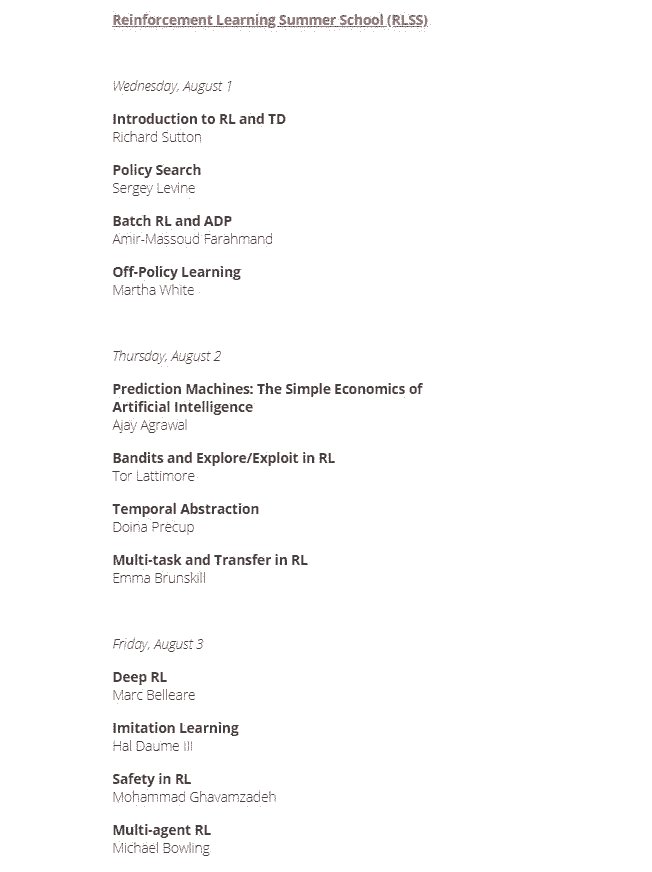 Reinforcement Learning Summer School (RLSS)
Wednesday, August 1
Introduction to RL and TD
Richard Sutton
Policy Search
Sergey Levine
Batch RL and ADP
Amir-Massoud Farahmand
Off-Policy Learning
Martha White
Thursday, August 2
Prediction Machines: The Simple Economics of
Artificial Intelligence
Ajay Agrawal
Bandits and Explore/Exploit in RL
Tor Lattimore
Temporal Abstraction
Doina Precup
Multi-task and Transfer in RL
Emma Brunskill
Friday, August 3
Deep RL
Marc Belleare
Imitation Learning
Hal Daume III
Safety in RL
Mohammad Ghavamzadeh
Multi-agent RL
Michael Bowling